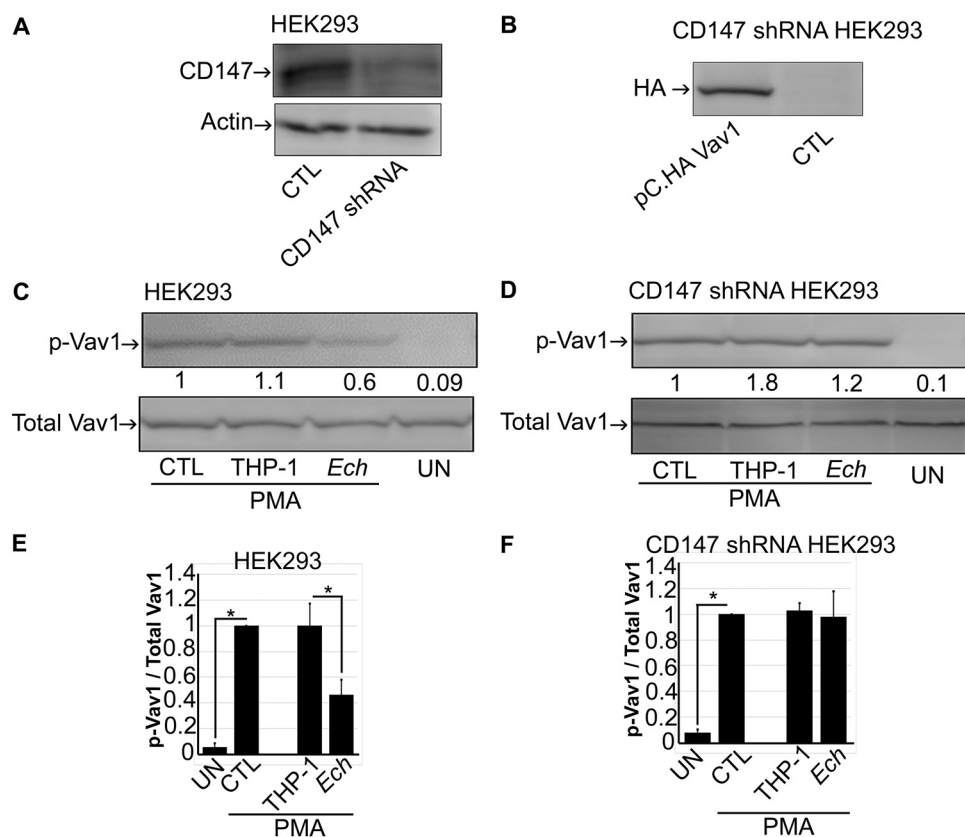 A
HEK293
CD147→
Actin→
CTL
CD147 shRNA
B
CD147 shRNA HEK293
HA →
pC.HA Vav1
CTL
C
HEK293
p-Vav1→
1 1.1 0.6 0.09
Total Vav1→
CTL THP-1 Ech UN
PMA
D
CD147 shRNA HEK293
p-Vav1→
1 1.8 1.2 0.1
Total Vav1→
CTL THP-1 Ech UN
PMA
E
HEK293
p-Vav1 / Total Vav1
1.4
1.2
1
0.8
0.6
0.4
0.2
0
* *
UN CTL THP-1 Ech
PMA
F
CD147 shRNA HEK293
p-Vav1 / Total Vav1
1.4
1.2
1
0.8
0.6
0.4
0.2
0
*
UN CTL THP-1 Ech
PMA